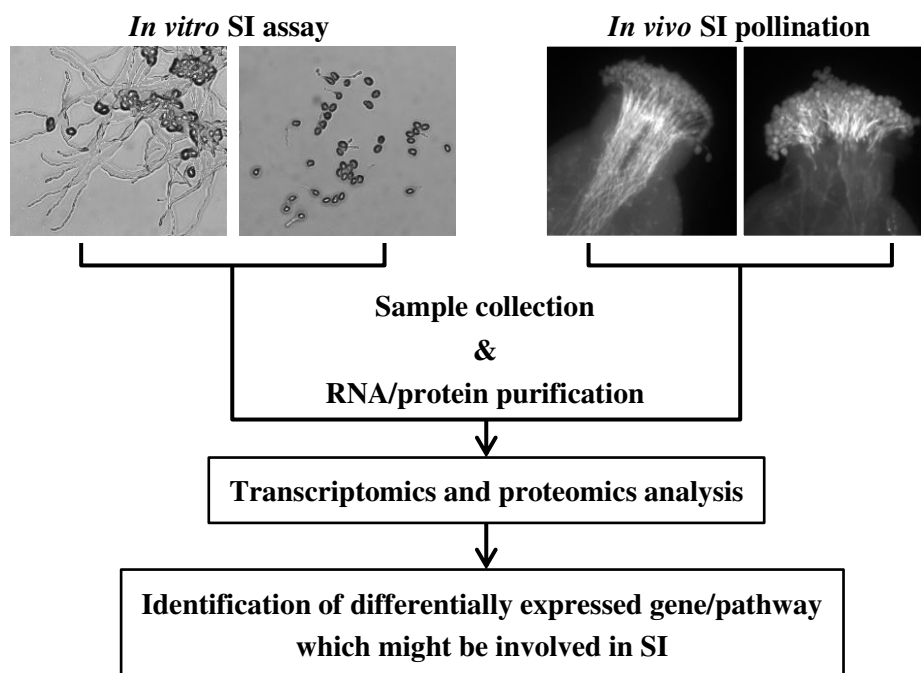 In vitro SI assay
In vivo SI pollination
Sample collection
&
RNA/protein purification
Transcriptomics and proteomics analysis
Identification of differentially expressed gene/pathway
which might be involved in SI